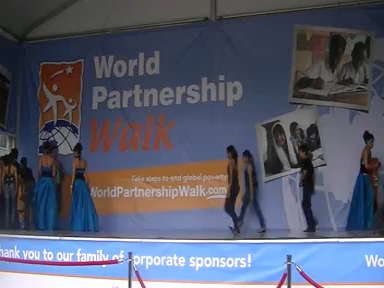 World
Partnership
Walk
Take steps to end global poverty
WorldPartnershipWalk.com
hank you to our family of corporate sponsors!
Wo